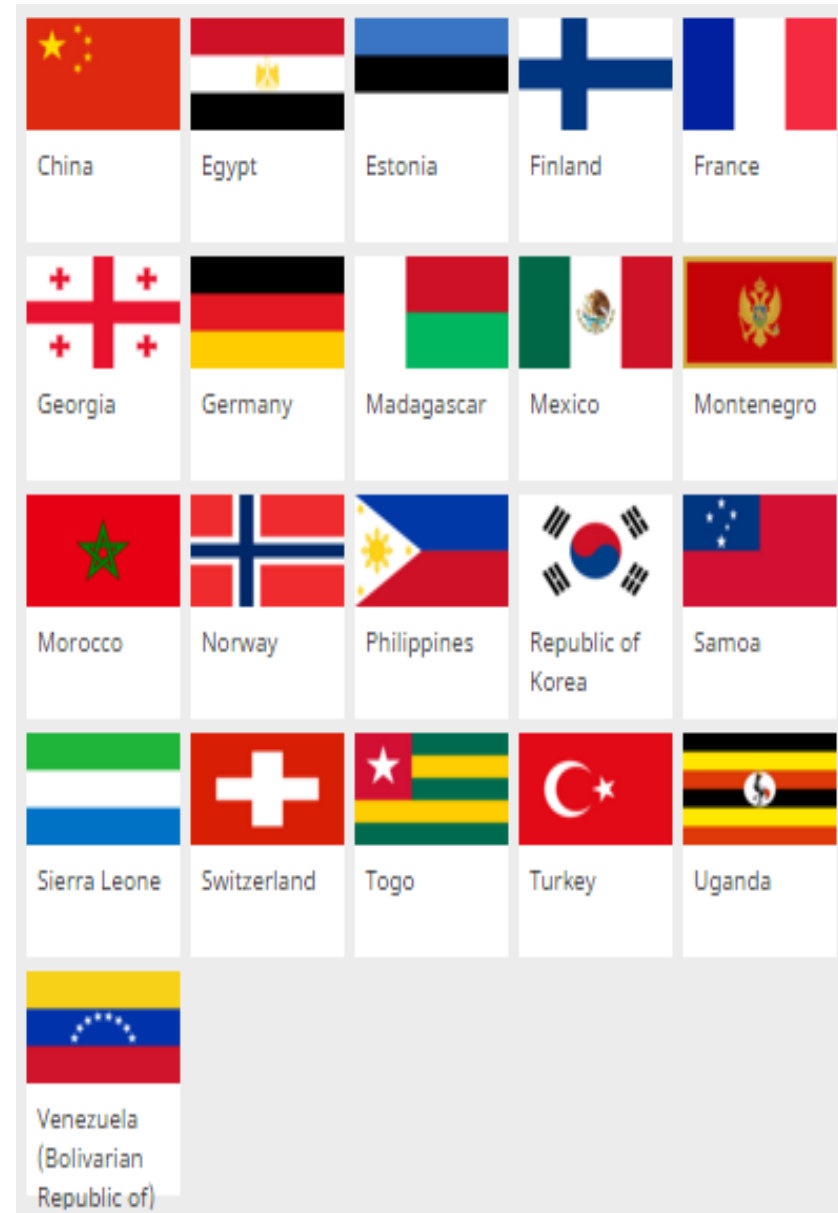 China
Egypt
Estonia
Finland
France
Georgia
Germany
Madagascar
Mexico
Montenegro
Morocco
Norway
Philippines
Republic of
Korea
Samoa
Sierra Leone
Switzerland
Togo
Turkey
Uganda
Venezuela
(Bolivarian
Republic of)